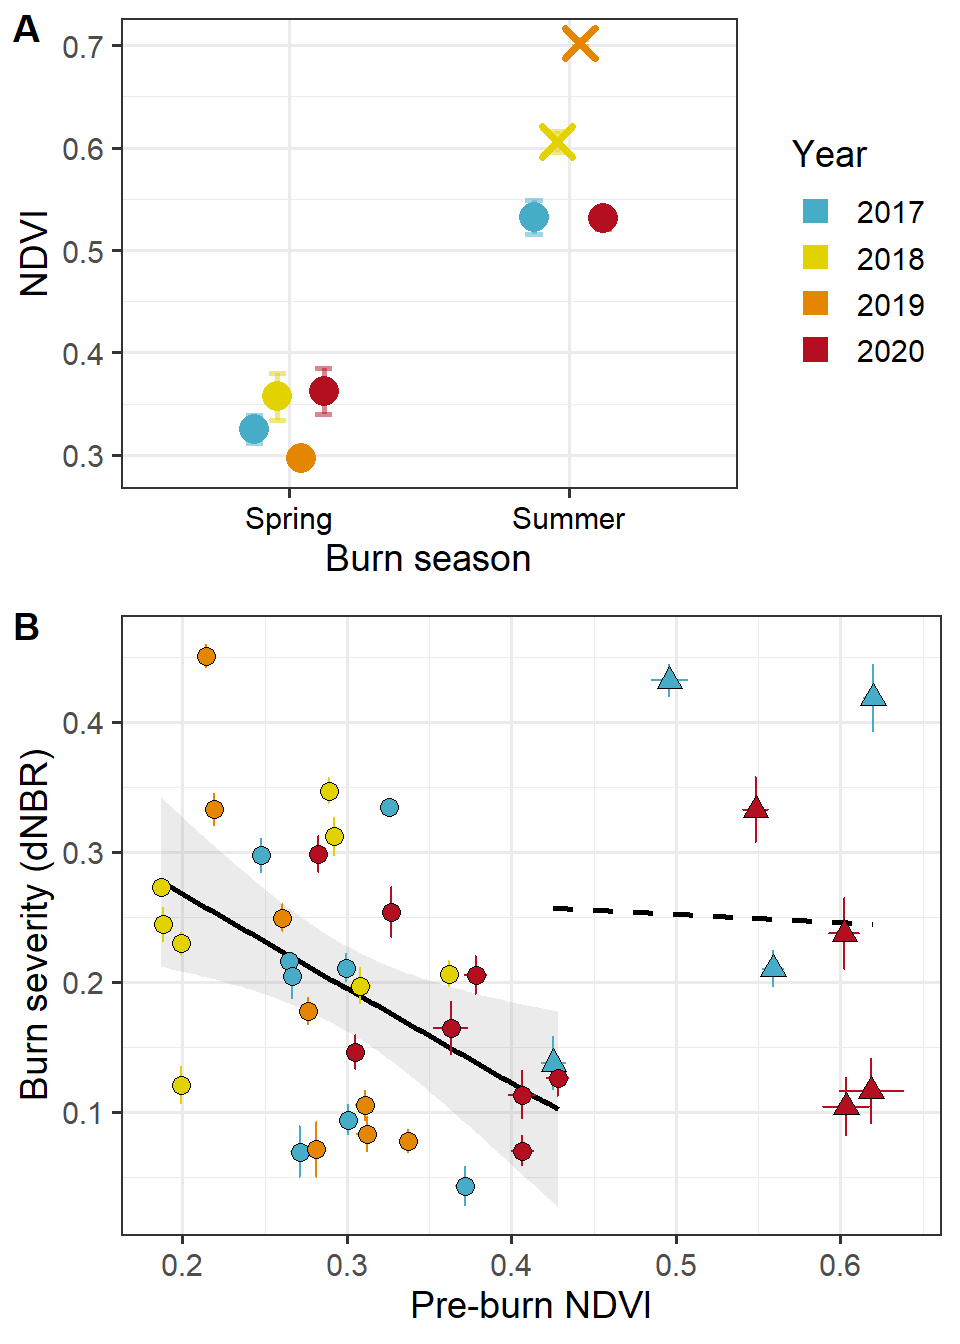 A
0.7
0.6
0.5
0.4
0.3
NDVI
Spring
Summer
Burn season
Year
2017
2018
2019
2020
B
0.4
0.3
0.2
0.1
Burn severity (dNBR)
0.2
0.3
0.4
0.5
0.6
Pre-burn NDVI